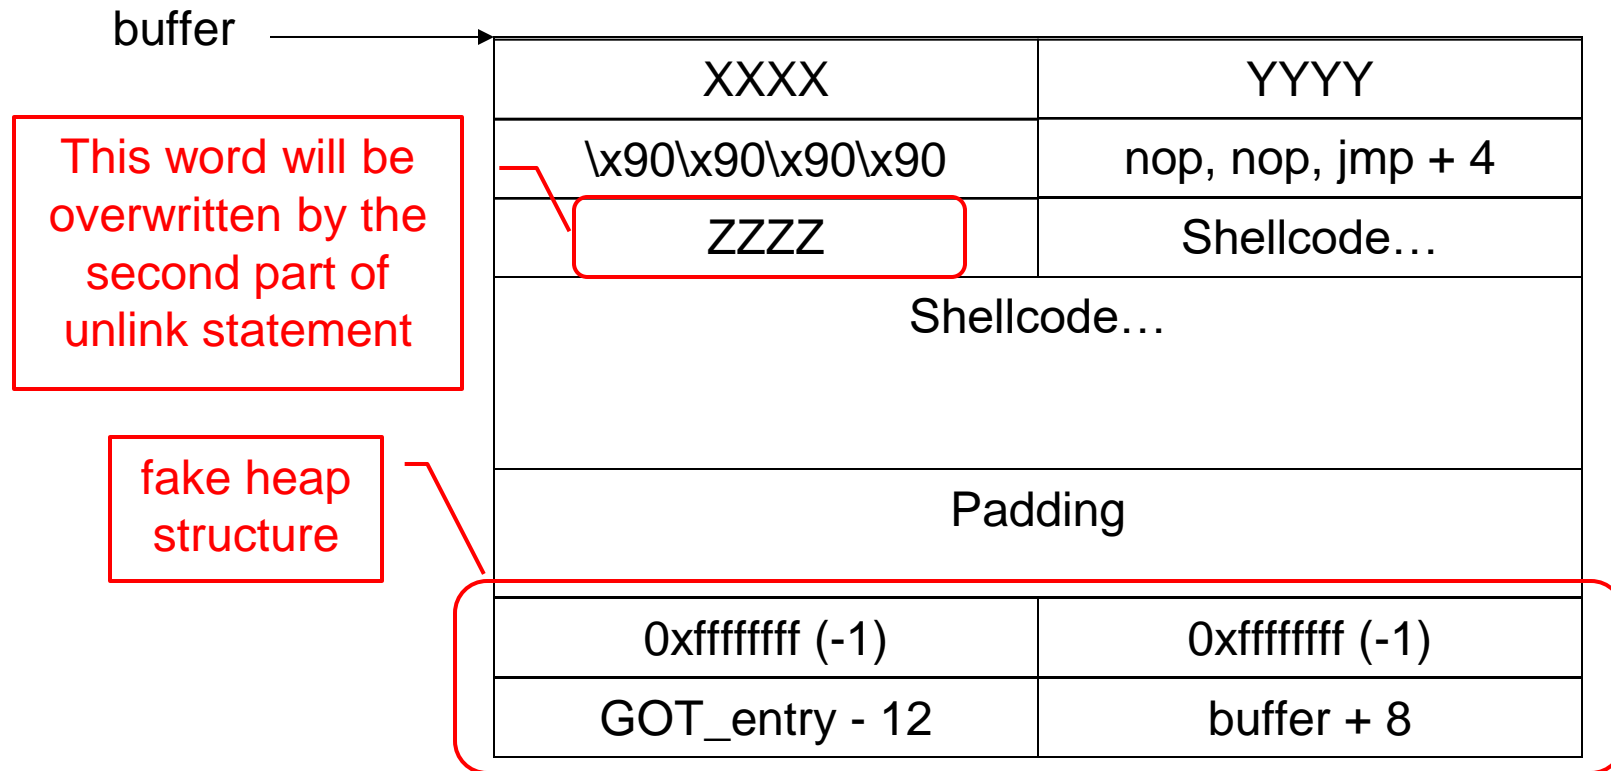 buffer
XXXX
YYYY
This word will be
overwritten by the
second part of
unlink statement
\x90\x90\x90\x90
nop, nop, jmp + 4
ZZZZ
Shellcode…
Shellcode…
fake heap
structure
Padding
0xffffffff (-1)
0xffffffff (-1)
GOT_entry - 12
buffer + 8